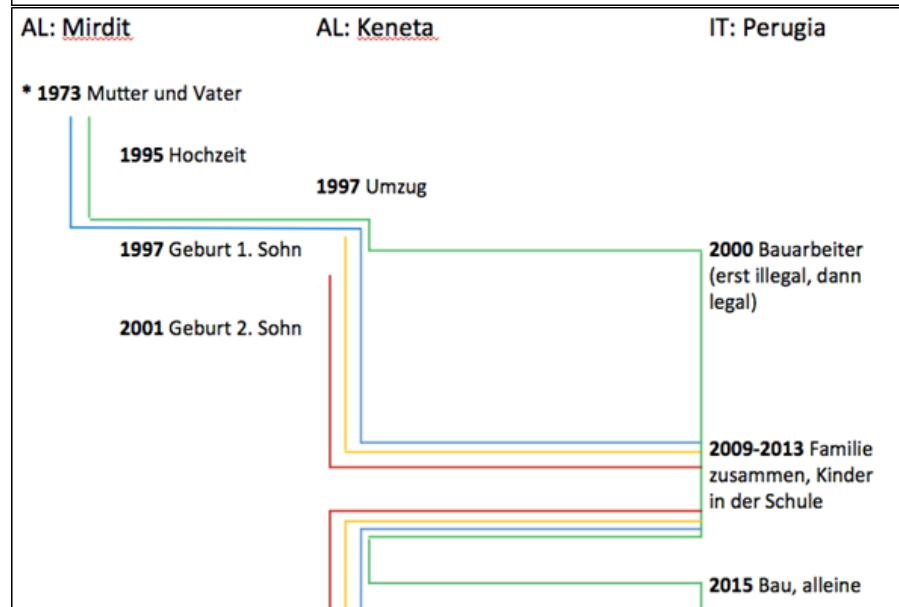 AL: Mirdit
AL: Keneta
IT: Perugia
* 1973 Mutter und Vater
1995 Hochzeit
1997 Umzug
1997 Geburt 1. Sohn
2000 Bauarbeiter
(erst illegal, dann
legal)
2001 Geburt 2. Sohn
2009-2013 Familie
zusammen, Kinder
in der Schule
2015 Bau, alleine